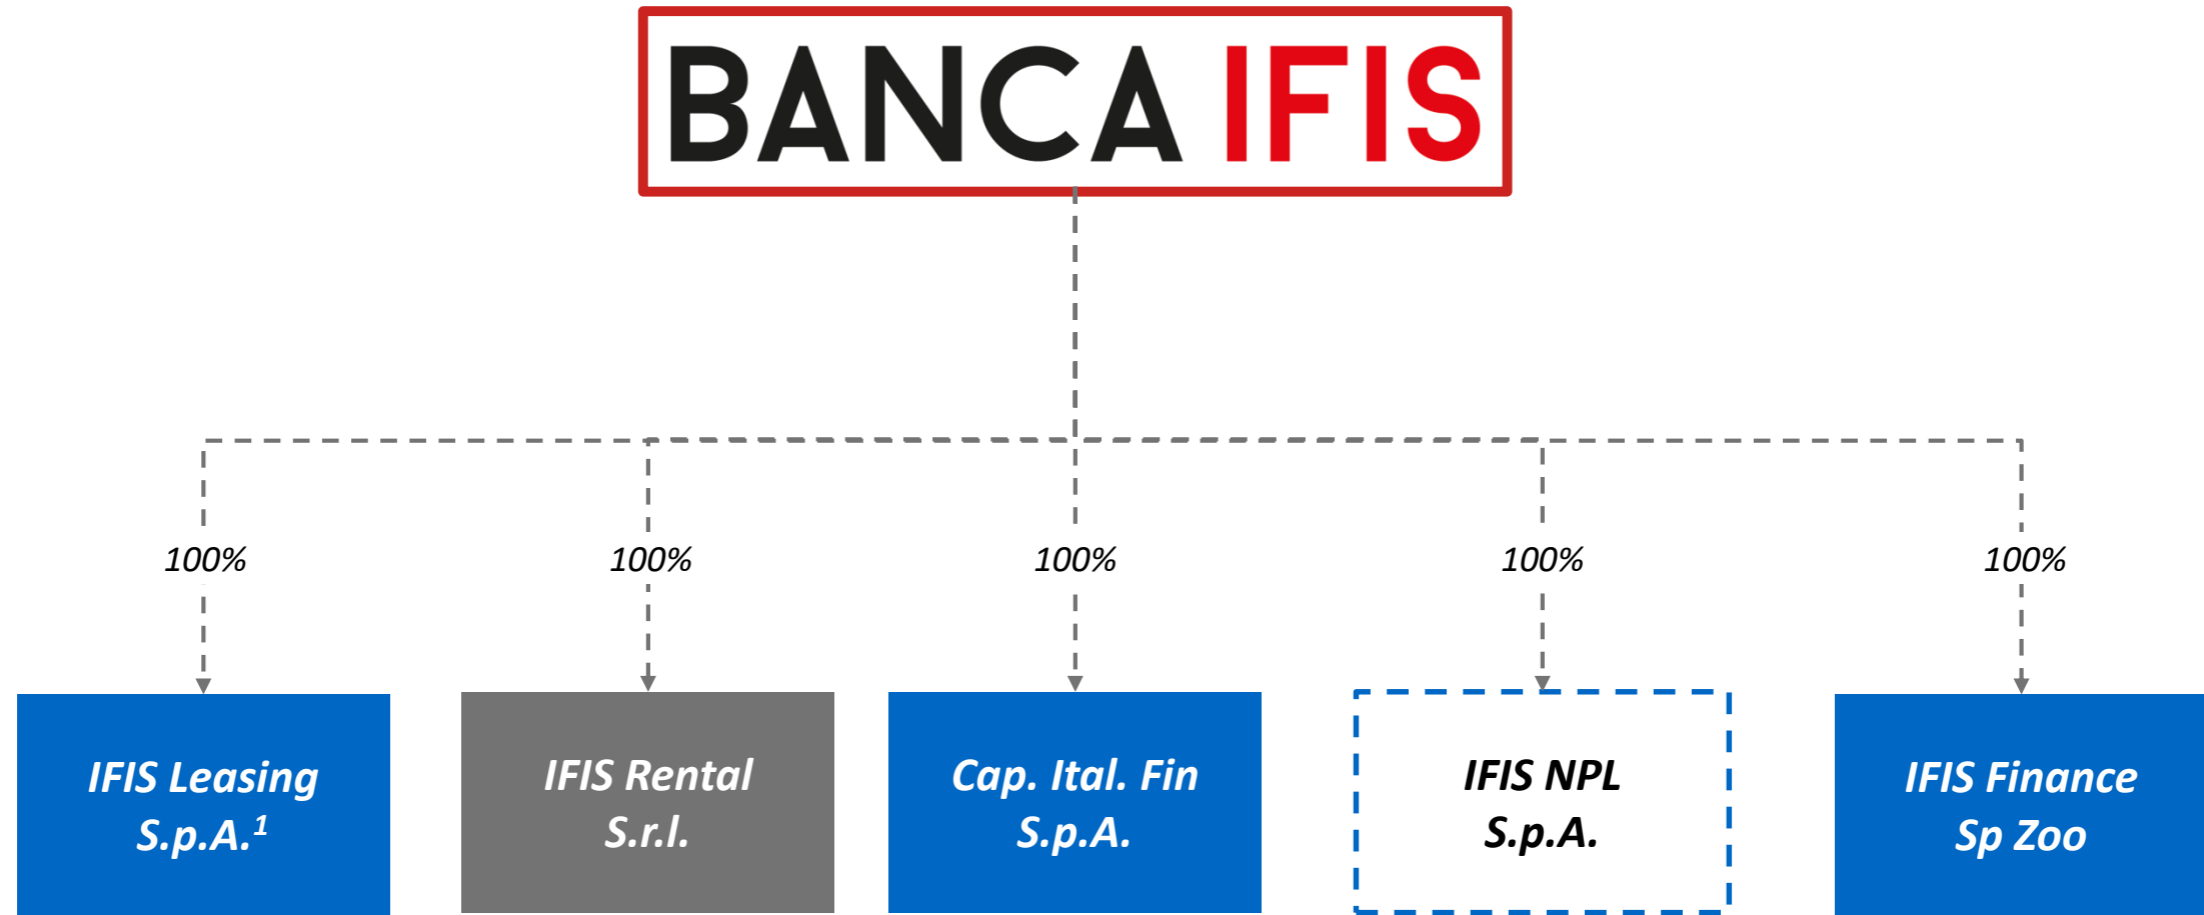 BANCA IFIS
100% 100% 100% 100% 100%
IFIS Leasing
S.p.A.¹
IFIS Rental
S.r.l.
Cap. Ital. Fin
S.p.A.
IFIS NPL
S.p.A.
IFIS Finance
Sp Zoo